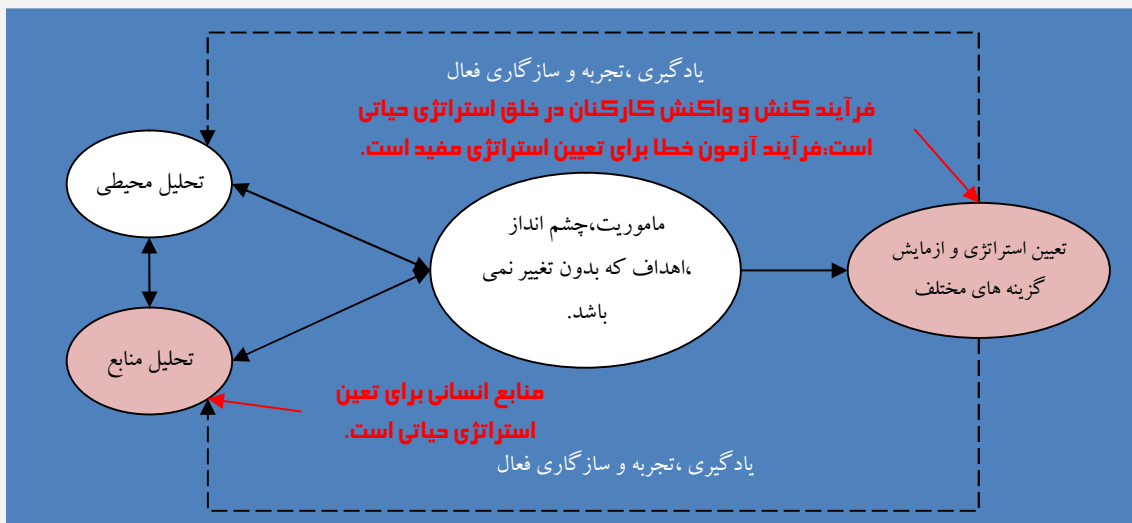 یادگیری ،تجربه و سازگاری فعال
فرآیند کنش و واکنش کارکنان در خلق استراتژی حیاتی
است؛فرآیند آزمون خطا برای تعیین استراتژی مفید است.
تحلیل محیطی
ماموریت،چشم انداز
،اهداف که بدون تغییر نمی
باشد.
تعیین استراتژی و ازمایش
گزینه های مختلف
تحلیل منابع
منابع انسانی برای تعین
استراتژی حیاتی است.
یادگیری ،تجربه و سازگاری فعال